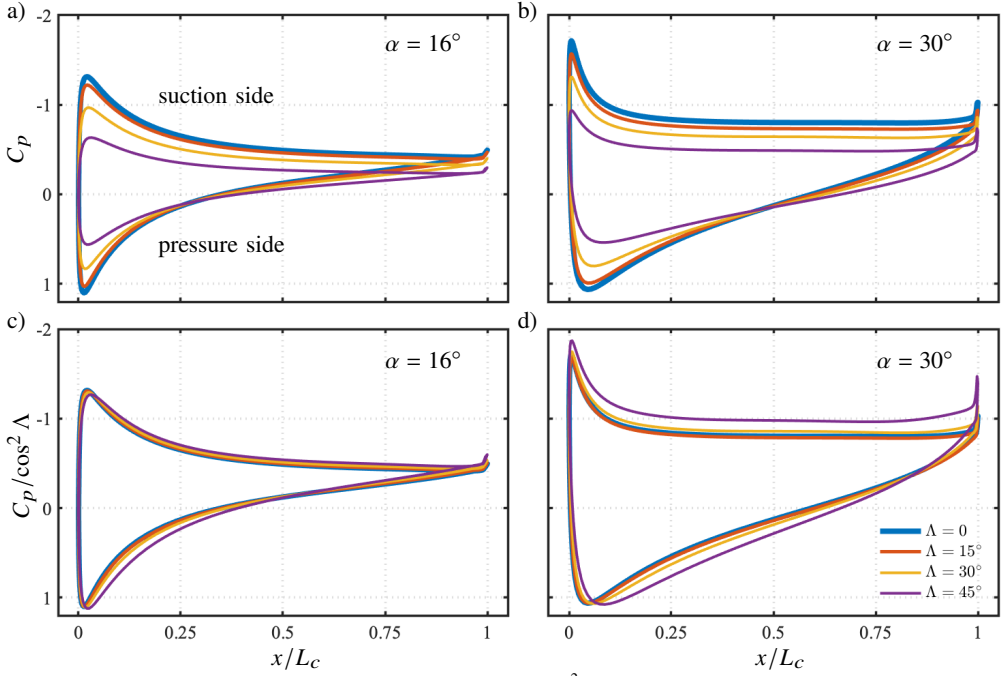 a)
α = 16°
suction side
pressure side
-2
-1
0
1
C_p
b)
α = 30°
c)
α = 16°
-2
-1
0
1
C_p/cos² Λ
0
0.25
0.5
0.75
1
x/L_c
d)
α = 30°
Λ = 0
Λ = 15°
Λ = 30°
Λ = 45°
0
0.25
0.5
0.75
1
x/L_c
2